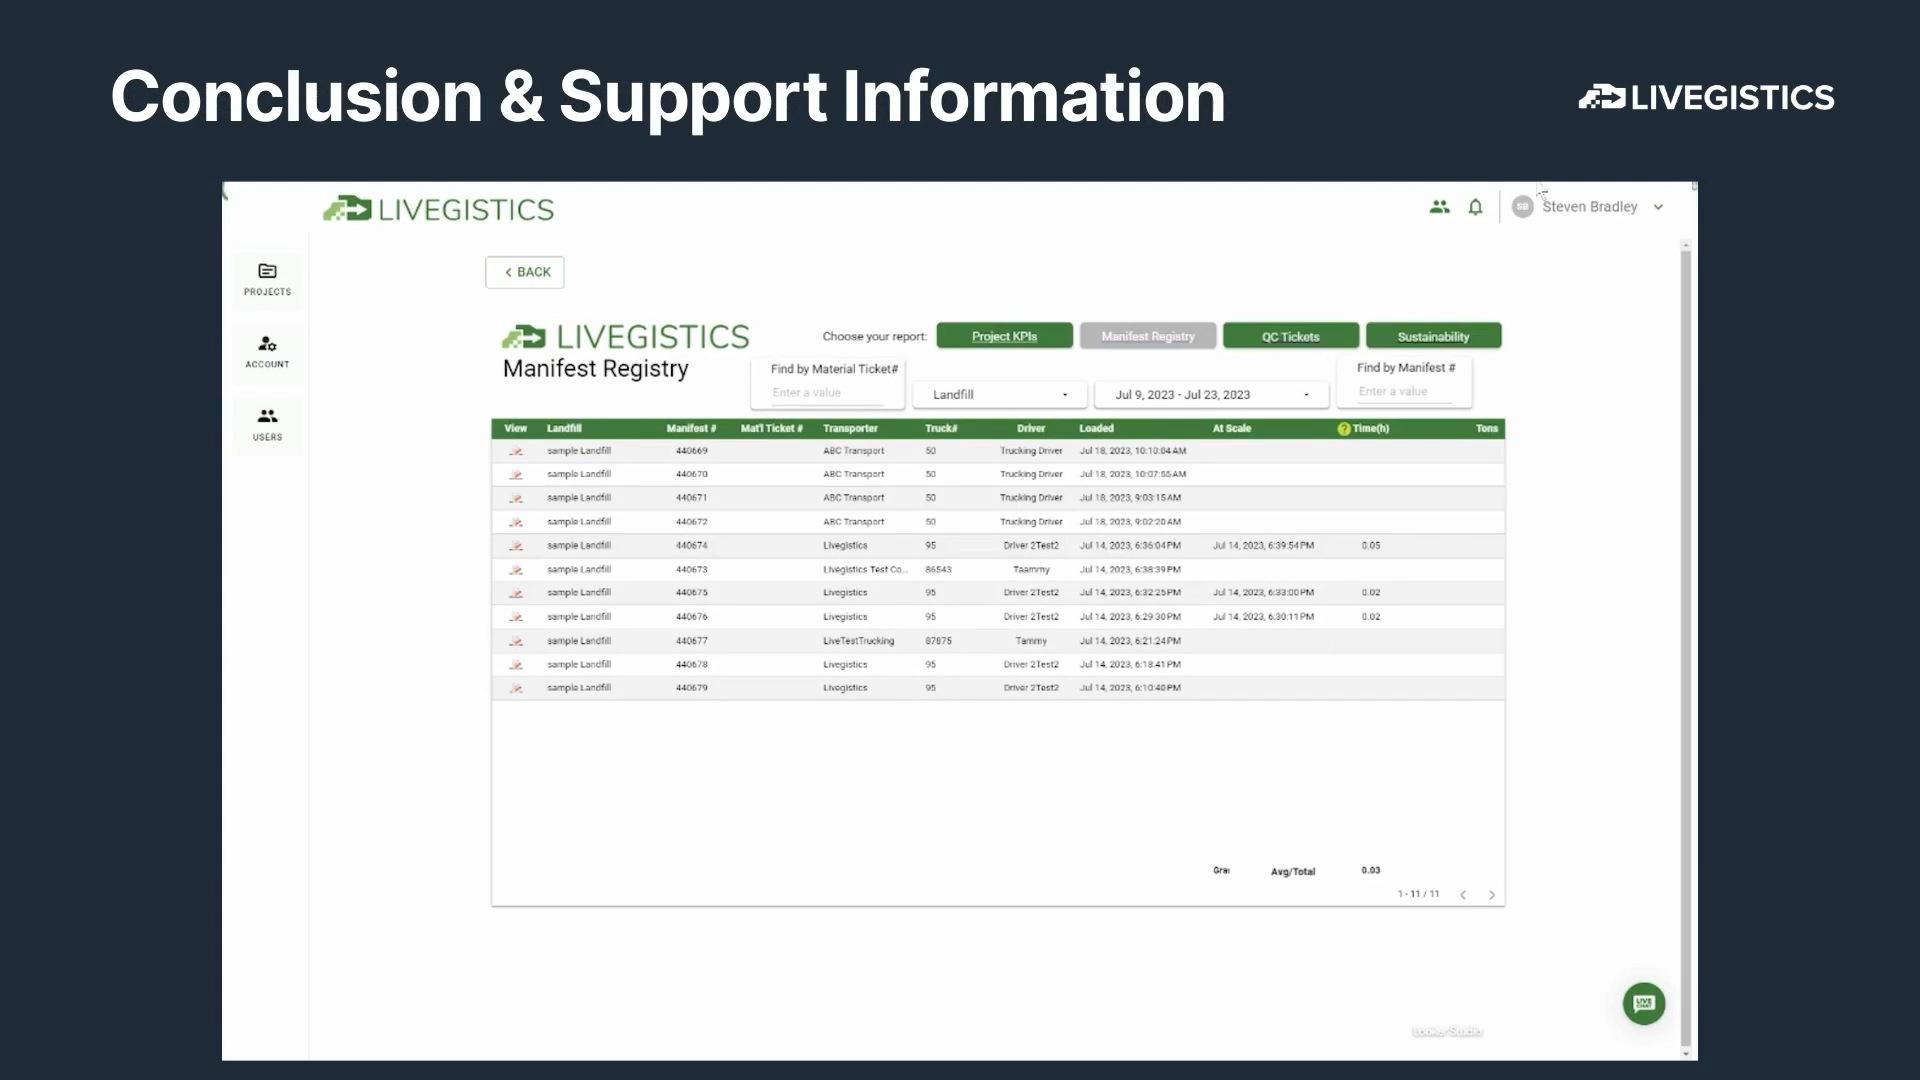 Conclusion & Support Information
LIVEGISTICS
LIVEGISTICS
SB Steven Bradley
BACK
PROJECTS
ACCOUNT
USERS
LIVEGISTICS
Choose your report: Project KPIs Manifest Registry QC Tickets Sustainability
Manifest Registry
Find by Material Ticket#
Enter a value
Landfill
Jul 9, 2023 - Jul 23, 2023
Find by Manifest #
Enter a value
View Landfill Manifest # Mat'l Ticket # Transporter Truck# Driver Loaded At Scale ? Time(h) Tons
sample Landfill 440669 ABC Transport 50 Trucking Driver Jul 18, 2023, 10:10:04 AM
sample Landfill 440670 ABC Transport 50 Trucking Driver Jul 18, 2023, 10:07:55 AM
sample Landfill 440671 ABC Transport 50 Trucking Driver Jul 18, 2023, 9:03:15 AM
sample Landfill 440672 ABC Transport 50 Trucking Driver Jul 18, 2023, 9:02:20 AM
sample Landfill 440674 Livegistics 95 Driver 2Test2 Jul 14, 2023, 6:36:04 PM Jul 14, 2023, 6:39:54 PM 0.05
sample Landfill 440673 Livegistics Test Co... 86543 Taammy Jul 14, 2023, 6:38:39 PM
sample Landfill 440675 Livegistics 95 Driver 2Test2 Jul 14, 2023, 6:32:25 PM Jul 14, 2023, 6:33:00 PM 0.02
sample Landfill 440676 Livegistics 95 Driver 2Test2 Jul 14, 2023, 6:29:30 PM Jul 14, 2023, 6:30:11 PM 0.02
sample Landfill 440677 LiveTestTrucking 87875 Tammy Jul 14, 2023, 6:21:24 PM
sample Landfill 440678 Livegistics 95 Driver 2Test2 Jul 14, 2023, 6:18:41 PM
sample Landfill 440679 Livegistics 95 Driver 2Test2 Jul 14, 2023, 6:10:40 PM
Gra Avg/Total 0.03
1 - 11 / 11
LIVE CHAT
Looker Studio